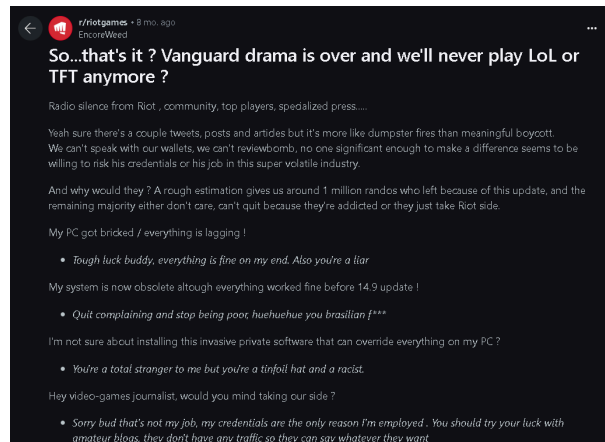 r/riotgames • 8 mo. ago
EncoreWeed
So...that's it ? Vanguard drama is over and we'll never play LoL or
TFT anymore ?
Radio silence from Riot , community, top players, specialized press.....
Yeah sure there's a couple tweets, posts and articles but it's more like dumpster fires than meaningful boycott.
We can't speak with our wallets, we can't reviewbomb, no one significant enough to make a difference seems to be
willing to risk his credentials or his job in this super volatile industry.
And why would they ? A rough estimation gives us around 1 million randos who left because of this update, and the
remaining majority either don't care, can't quit because they're addicted or they just take Riot side.
My PC got bricked / everything is lagging !
• Tough luck buddy, everything is fine on my end. Also you're a liar
My system is now obsolete altough everything worked fine before 14.9 update !
• Quit complaining and stop being poor, huehuehue you brasilian f***
I'm not sure about installing this invasive private software that can override everything on my PC ?
• You're a total stranger to me but you're a tinfoil hat and a racist.
Hey video-games journalist, would you mind taking our side ?
• Sorry bud that's not my job, my credentials are the only reason I'm employed . You should try your luck with
amateur blogs, they don't have any traffic so they can say whatever they want